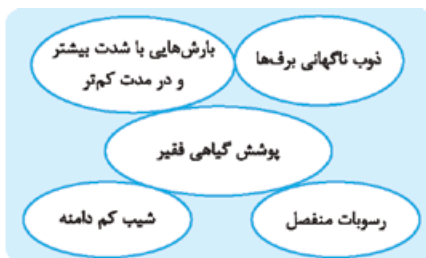 ذوب ناگهانی برف‌ها
بارش‌هایی با شدت بیشتر
و در مدت کم‌تر
پوشش گیاهی فقیر
رسوبات منفصل
شیب کم دامنه